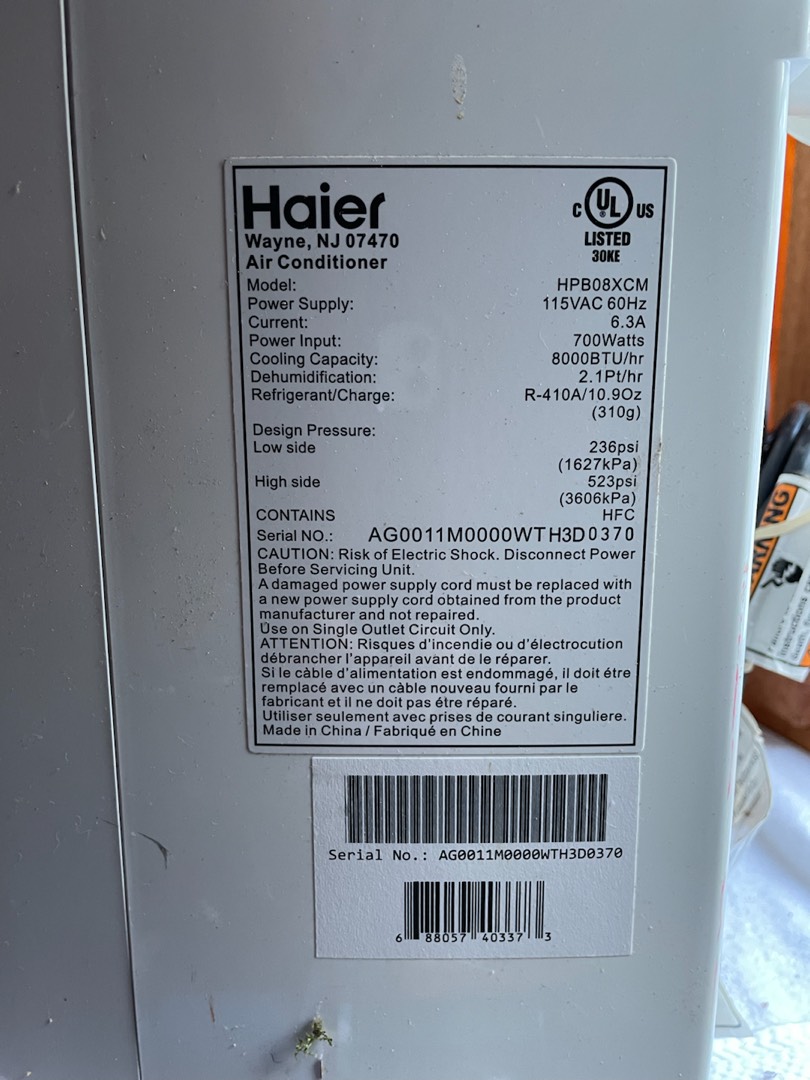 Haier
Wayne, NJ 07470
Air Conditioner
C UL US
®
LISTED
30KE
Model: HPB08XCM
Power Supply: 115VAC 60Hz
Current: 6.3A
Power Input: 700Watts
Cooling Capacity: 8000BTU/hr
Dehumidification: 2.1Pt/hr
Refrigerant/Charge: R-410A/10.9Oz
(310g)
Design Pressure:
Low side 236psi
(1627kPa)
High side 523psi
(3606kPa)
CONTAINS HFC
Serial NO.: AG0011M0000WTH3D0370
CAUTION: Risk of Electric Shock. Disconnect Power
Before Servicing Unit.
A damaged power supply cord must be replaced with
a new power supply cord obtained from the product
manufacturer and not repaired.
Use on Single Outlet Circuit Only.
ATTENTION: Risques d'incendie ou d'électrocution
débrancher l'appareil avant de le réparer.
Si le càble d'alimentation est endommagé, il doit étre
remplacé avec un càble nouveau fourni par le
fabricant et il ne doit pas étre réparé.
Utiliser seulement avec prises de courant singuliere.
Made in China / Fabriqué en Chine
Serial No.: AG0011M0000WTH3D0370
6 88057 40337 3